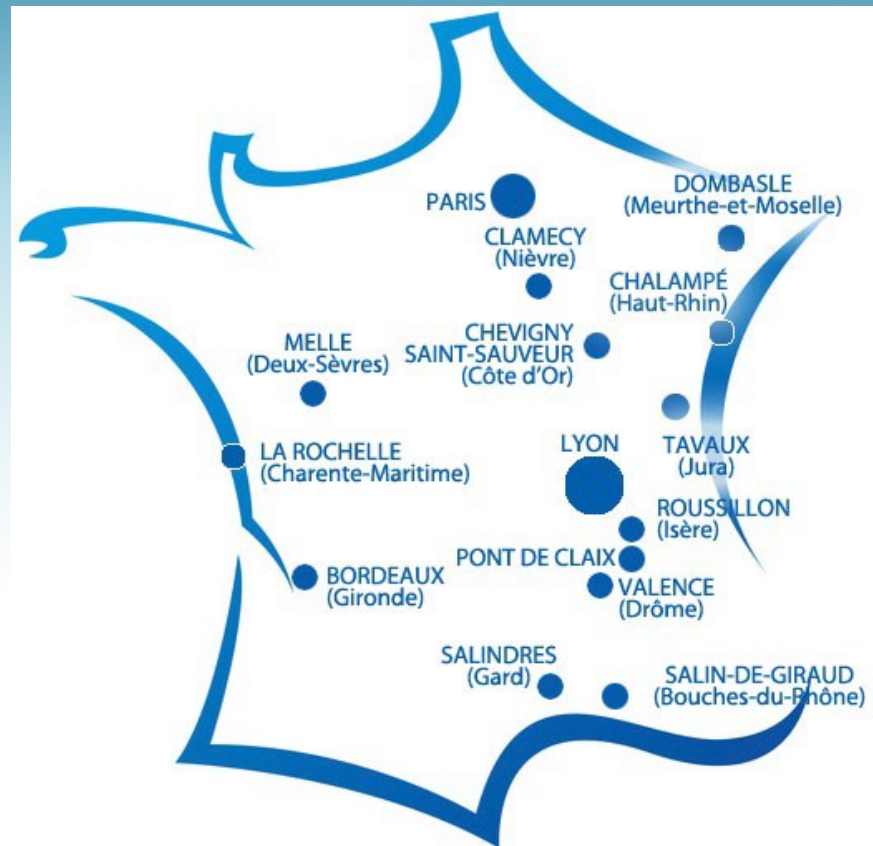 PARIS
DOMBASLE
(Meurthe-et-Moselle)
CLAMECY
(Nièvre)
CHALAMPÉ
(Haut-Rhin)
MELLE
(Deux-Sèvres)
CHEVIGNY
SAINT-SAUVEUR
(Côte d'Or)
LA ROCHELLE
(Charente-Maritime)
LYON
TAVAUX
(Jura)
ROUSSILLON
(Isère)
PONT DE CLAIX
BORDEAUX
(Gironde)
VALENCE
(Drôme)
SALINDRES
(Gard)
SALIN-DE-GIRAUD
(Bouches-du-Rhône)